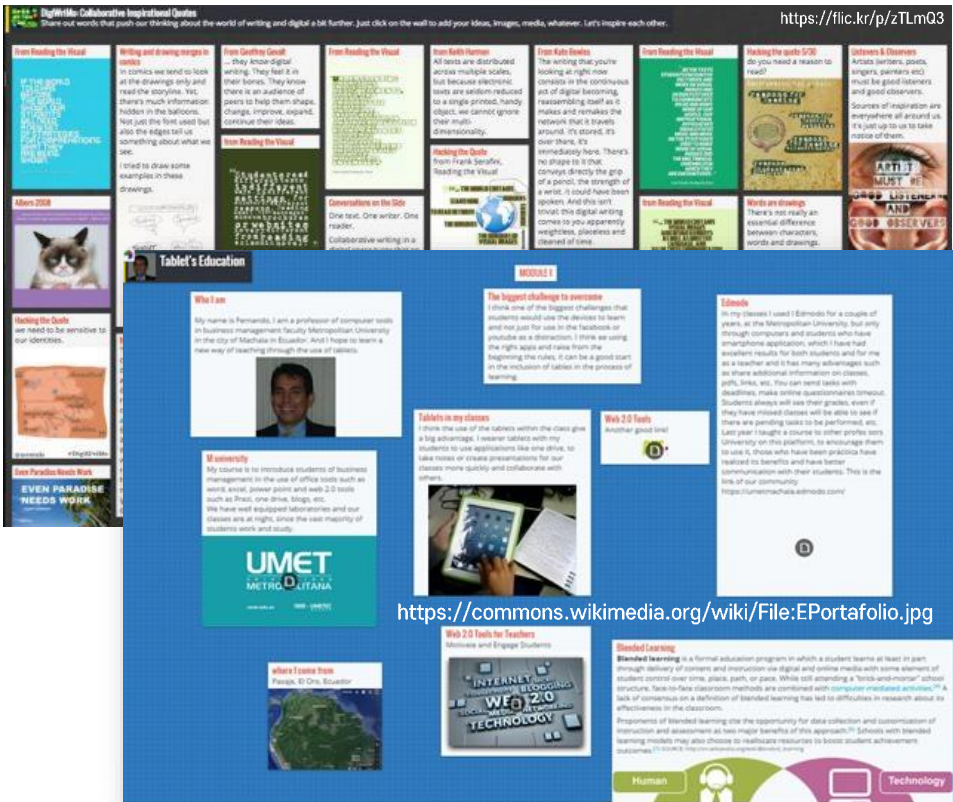 DigiWriMo: Collaborative Inspirational Quotes
Share out words that push our thinking about the world of writing and digital a bit further. Just click on the wall to add your ideas, images, media, whatever. Let's inspire each other.
https://flic.kr/p/zTLmQ3
from Reading the Visual
IF THE WORLD
Albers 2008
Hacking the Quote
we need to be sensitive to
our identities.
Even Paradise Needs Work
EVEN PARADISE
NEEDS WORK
Writing and drawing merges in
comics
In comics we tend to look
at the drawings only and
read the storyline. Yet,
there's much information
hidden in the balloons.
Not just the font used but
also the edges tell us
something about what we
see.
I tried to draw some
examples in these
drawings.
From Geoffrey Gevalt
... they know digital
writing. They feel it in
their bones. They know
there is an audience of
peers to help them shape,
change, improve, expand,
continue their ideas.
from Reading the Visual
From Reading the Visual
Conversations on the Side
One text. One writer. One
reader.
Collaborative writing in a
from Keith Harmon
All texts are distributed
across multiple scales,
but because electronic
texts are seldom reduced
to a single printed, handy
object, we cannot ignore
their multi-
dimensionality.
Hacking the Quote
from Frank Serafini,
Reading the Visual
From Kate Bowles
The writing that you're
looking at right now
consists in the continuous
act of digital becoming,
reassembling itself as it
makes and remakes the
network that it travels
around. It's stored, it's
over there, it's
immediately here. There's
no shape to it that
conveys directly the grip
of a pencil, the strength of
a wrist. It could have been
spoken. And this isn't
trivial: this digital writing
comes to you apparently
weightless, placeless and
cleaned of time.
From Reading the Visual
from Reading the Visual
Hacking the quote 5/30
do you need a reason to
read?
Words are drawings
There's not really an
essential difference
between characters,
words and drawings.
Listeners & Observers
Artists (writers, poets,
singers, painters etc)
must be good listeners
and good observers.
Sources of inspiration are
everywhere all around us
it's just up to us to take
notice of them.
ARTIST
MUST BE
GOOD LISTENER
AND
GOOD OBSERVERS
Tablet's Education
MODULE 1
Who I am
My name is Fernando, I am a professor of computer tools
in business management faculty Metropolitan University
in the city of Machala in Ecuador. And I hope to learn a
new way of teaching through the use of tablets.
The biggest challenge to overcome
I think one of the biggest challenges that
students would use the devices to learn
and not just for use in the facebook or
youtube as a distraction. I think so using
the right apps and raise from the
beginning the rules, it can be a good start
in the inclusion of tables in the process of
learning.
Edmodo
In my classes I used I Edmodo for a couple of
years, at the Metropolitan University, but only
through computers and students who have
smartphone application, which I have had
excellent results for both students and for me
as a teacher and it has many advantages such
as share additional information on classes,
pdfs, links, etc. You can send tasks with
deadlines, make online questionnaires timeout.
Students always will see their grades, even if
they have missed classes will be able to see if
there are pending tasks to be performed, etc.
Last year I taught a course to other profes sors
University on this platform, to encourage them
to use it, those who have been practica have
realized its benefits and have better
communication with their students. This is the
link of our community
https://umetmachala.edmodo.com/
Tablets in my classes
I think the use of the tablets within the class give
a big advantage. I wearer tablets with my
students to use applications like one drive, to
take notes or create presentations for our
classes more quickly and collaborate with
others.
Web 2.0 Tools
Another good link!
M university
My course is to introduce students of business
management in the use of office tools such as
word, excel, power point and web 2.0 tools
such as Prezi, one drive, blogs, etc.
We have well equipped laboratories and our
classes are at night, since the vast majority of
students work and study.
UMET
https://commons.wikimedia.org/wiki/File:EPortafolio.jpg
Web 2.0 Tools for Teachers
Motivate and Engage Students
INTERNET
BLOGGING
WEB 2.0
TECHNOLOGY
where I come from
Pasaje, El Oro, Ecuador
Blended Learning
Blended learning is a formal education program in which a student learns at least in part
through delivery of content and instruction via digital and online media with some element of
student control over time, place, path, or pace. While still attending a "brick-and-mortar" school
structure, face-to-face classroom methods are combined with computer-mediated activities. A
lack of consensus on a definition of blended learning has led to difficulties in research about its
effectiveness in the classroom.
Proponents of blended learning cite the opportunity for data collection and customization of
instruction and assessment as two major benefits of this approach. Schools with blended
learning models may also choose to reallocate resources to boost student achievement
outcomes.
Human
Technology